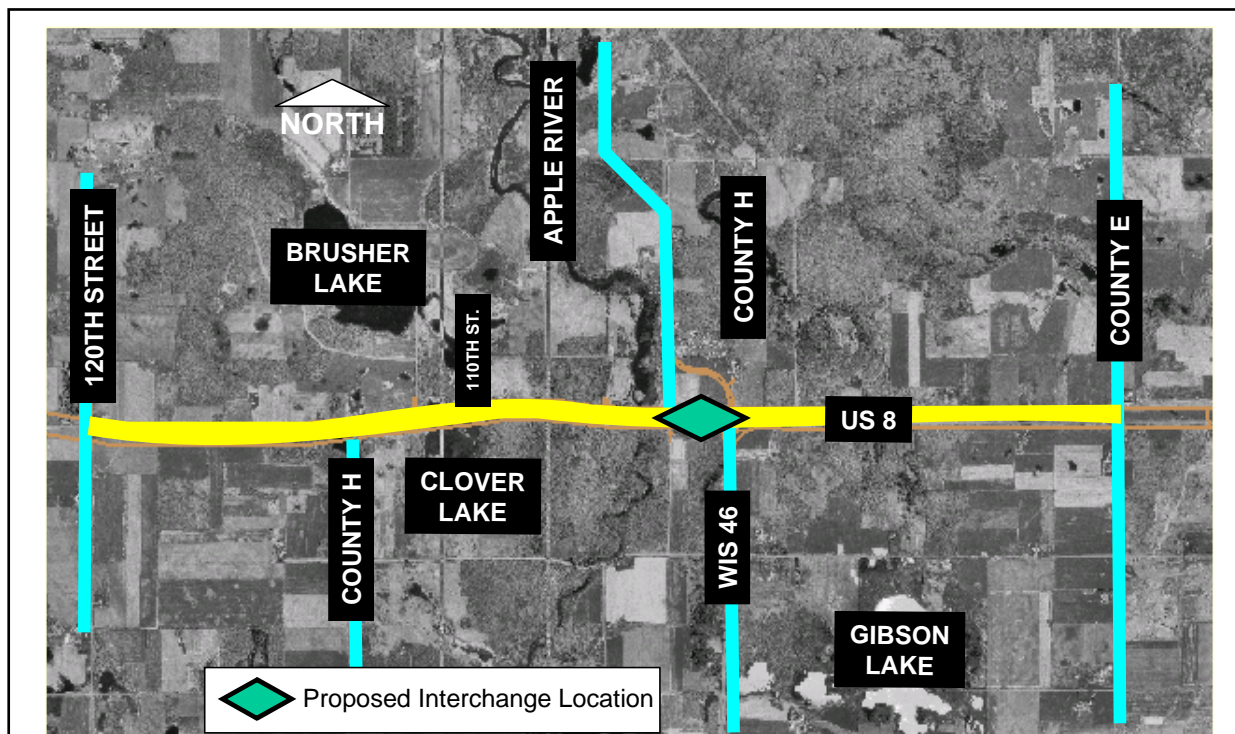 NORTH
120TH STREET
BRUSHER
LAKE
110TH ST.
APPLE RIVER
COUNTY H
COUNTY E
US 8
COUNTY H
CLOVER
LAKE
WIS 46
GIBSON
LAKE
Proposed Interchange Location